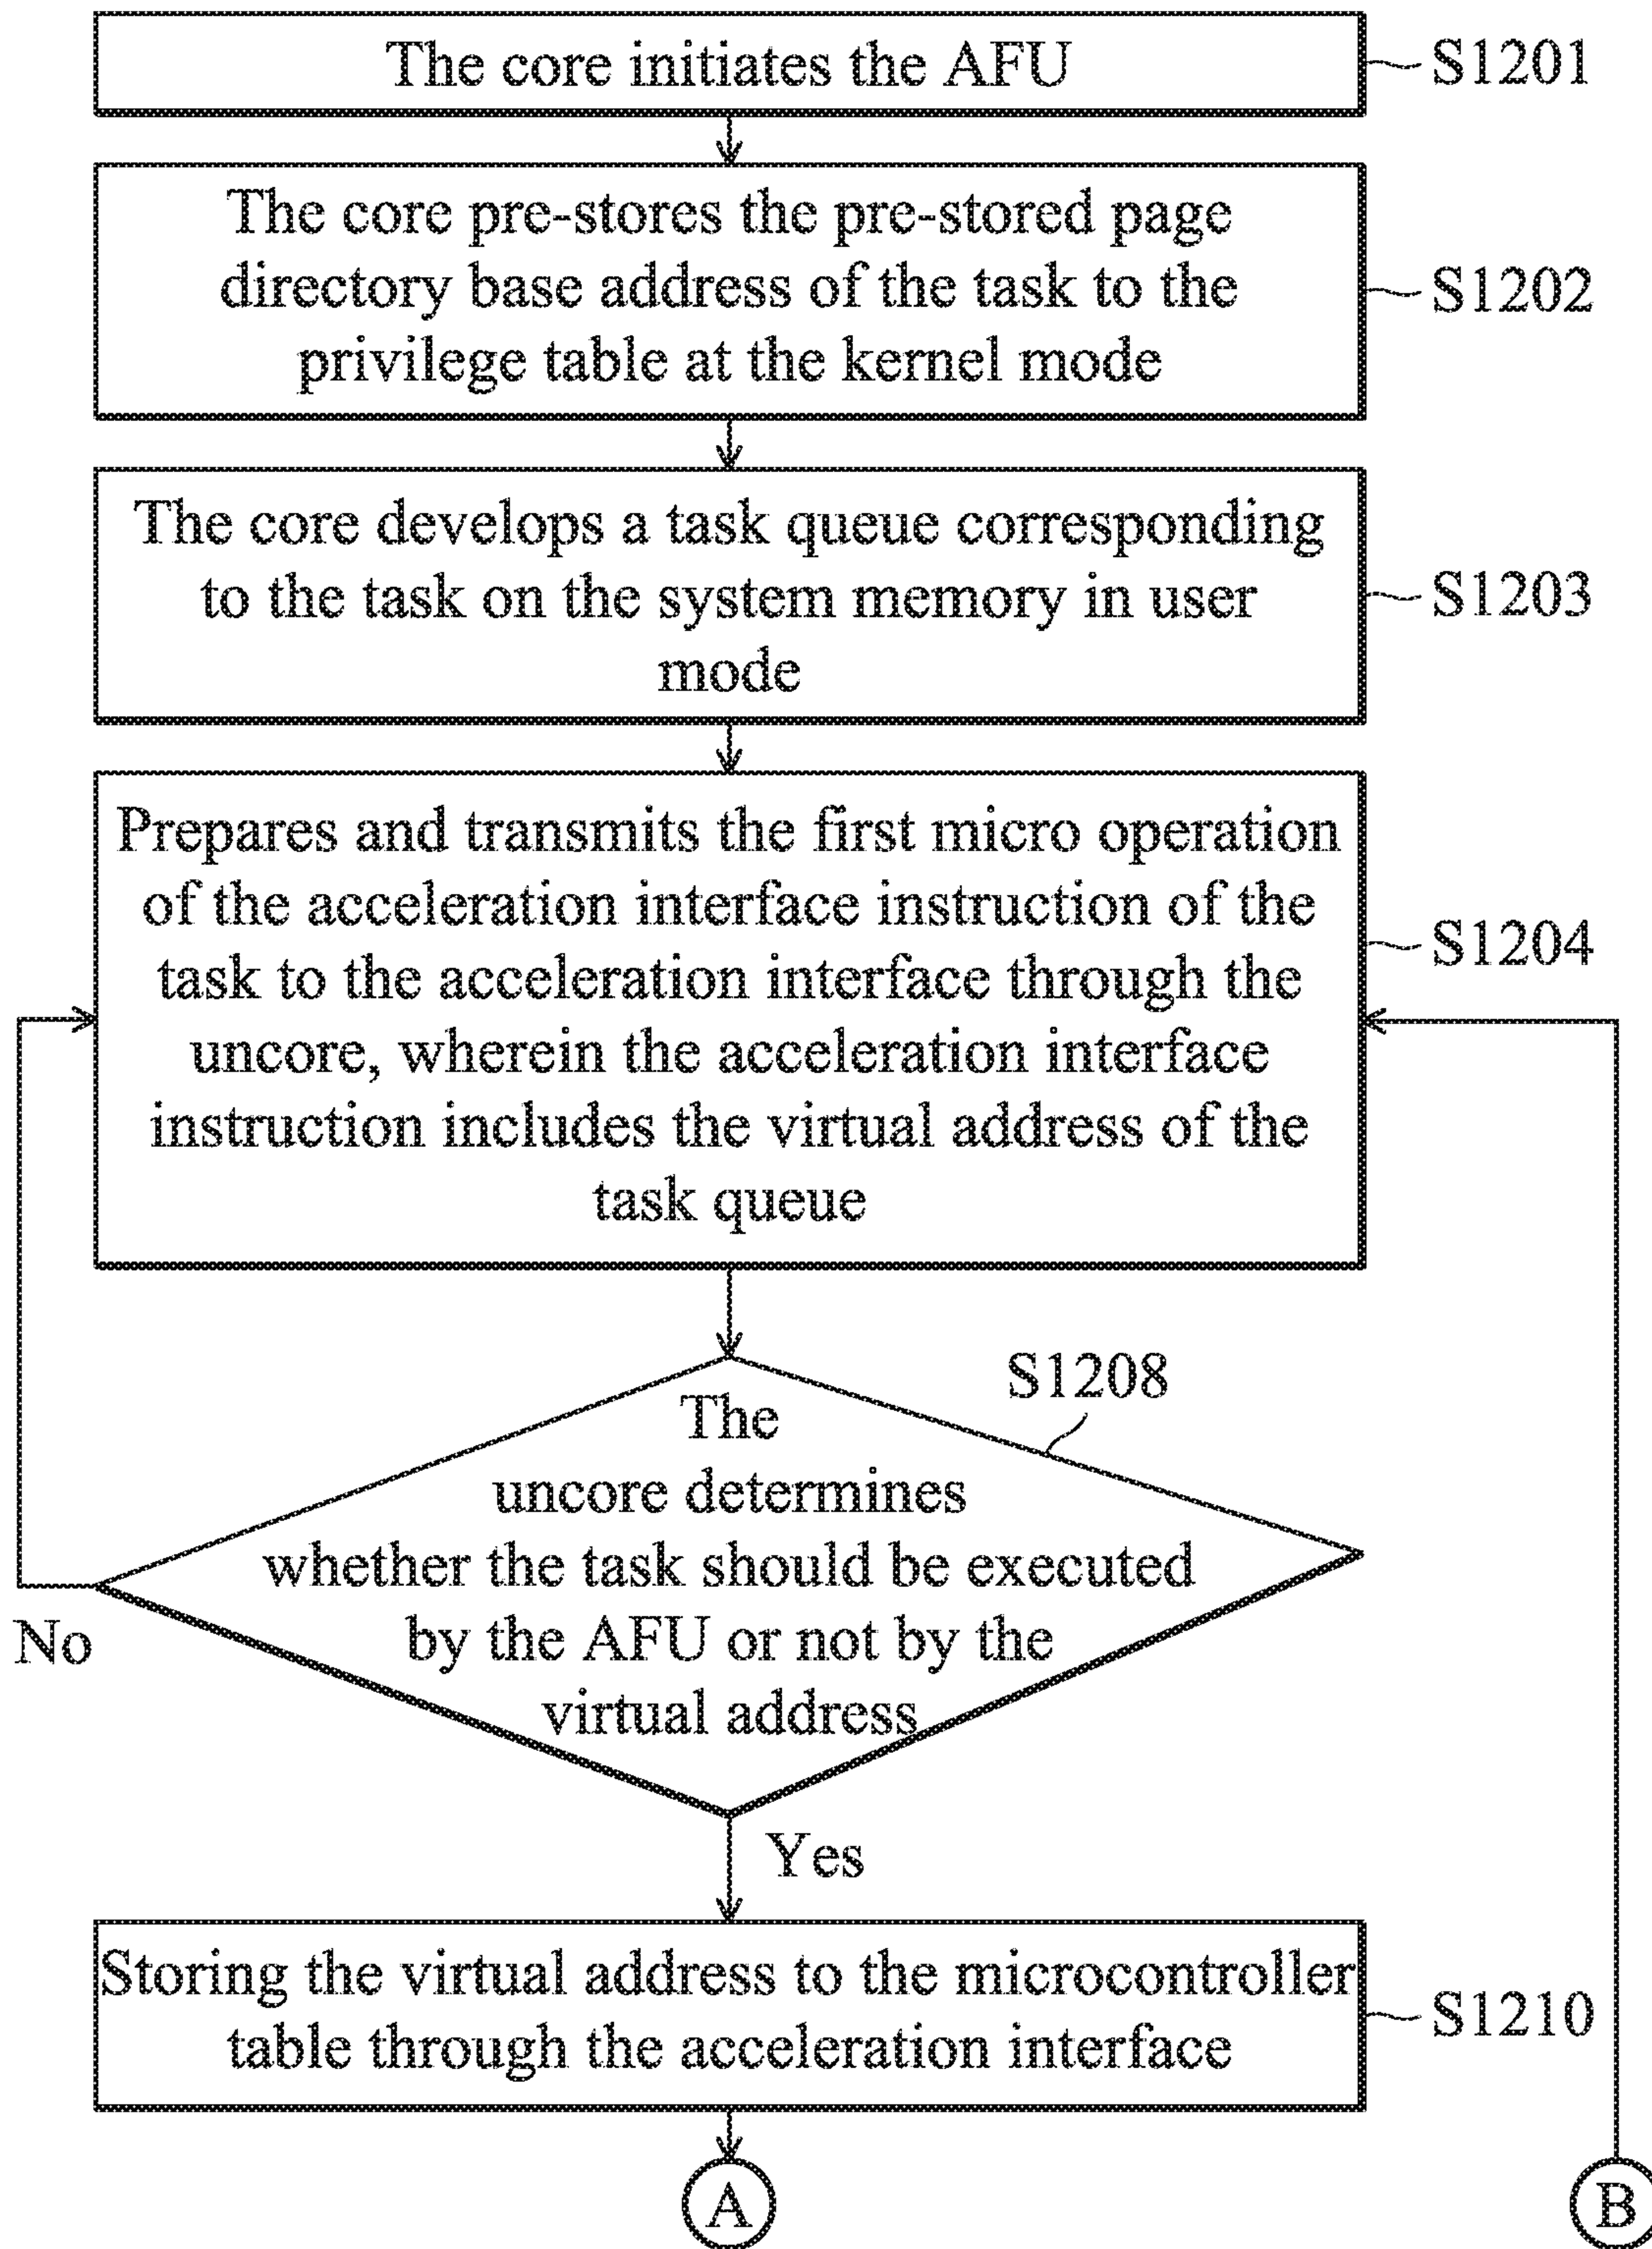 The core initiates the AFU
S1201
The core pre-stores the pre-stored page
directory base address of the task to the
privilege table at the kernel mode
S1202
The core develops a task queue corresponding
to the task on the system memory in user
mode
S1203
Prepares and transmits the first micro operation
of the acceleration interface instruction of the
task to the acceleration interface through the
uncore, wherein the acceleration interface
instruction includes the virtual address of the
task queue
S1204
S1208
The
uncore determines
whether the task should be executed
by the AFU or not by the
virtual address
No
Yes
Storing the virtual address to the microcontroller
table through the acceleration interface
S1210
A
B